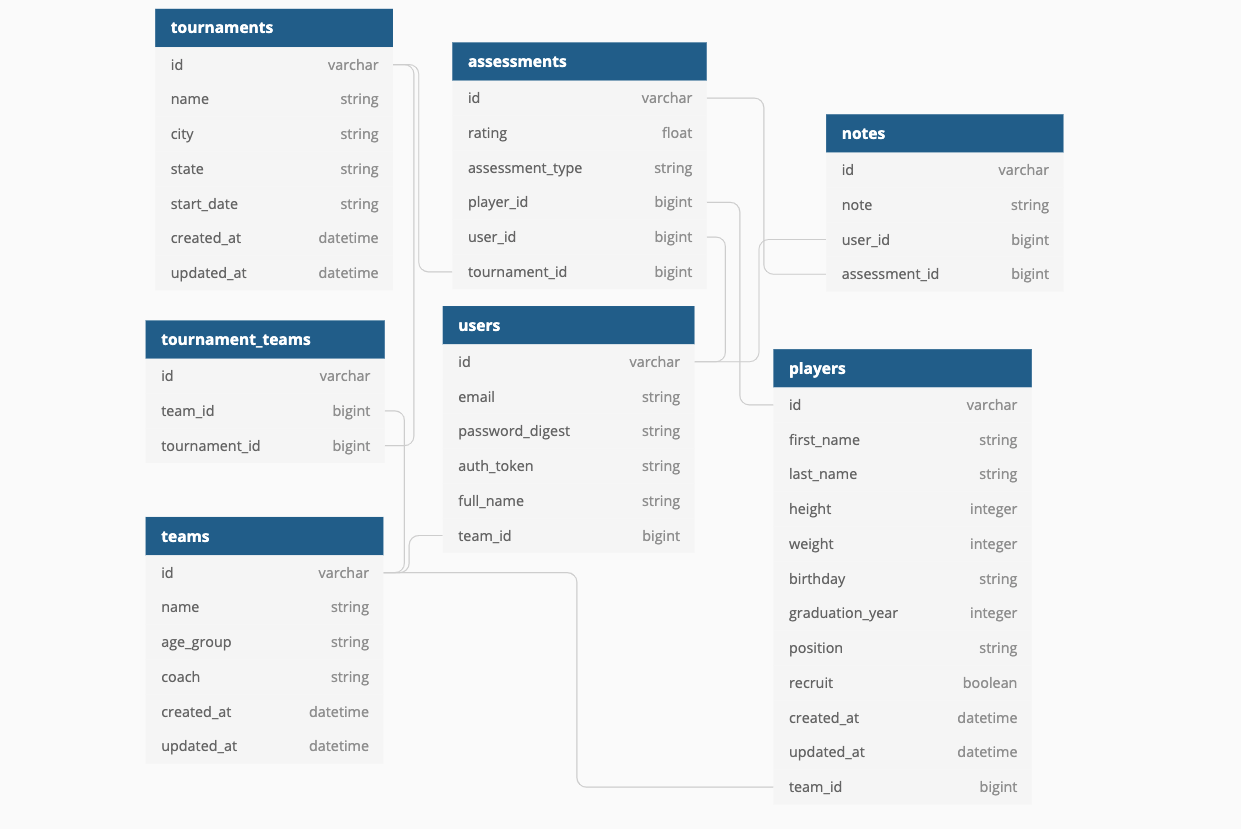 tournaments
id varchar
name string
city string
state string
start_date string
created_at datetime
updated_at datetime
assessments
id varchar
rating float
assessment_type string
player_id bigint
user_id bigint
tournament_id bigint
notes
id varchar
note string
user_id bigint
assessment_id bigint
tournament_teams
id varchar
team_id bigint
tournament_id bigint
users
id varchar
email string
password_digest string
auth_token string
full_name string
team_id bigint
players
id varchar
first_name string
last_name string
height integer
weight integer
birthday string
graduation_year integer
position string
recruit boolean
created_at datetime
updated_at datetime
team_id bigint
teams
id varchar
name string
age_group string
coach string
created_at datetime
updated_at datetime